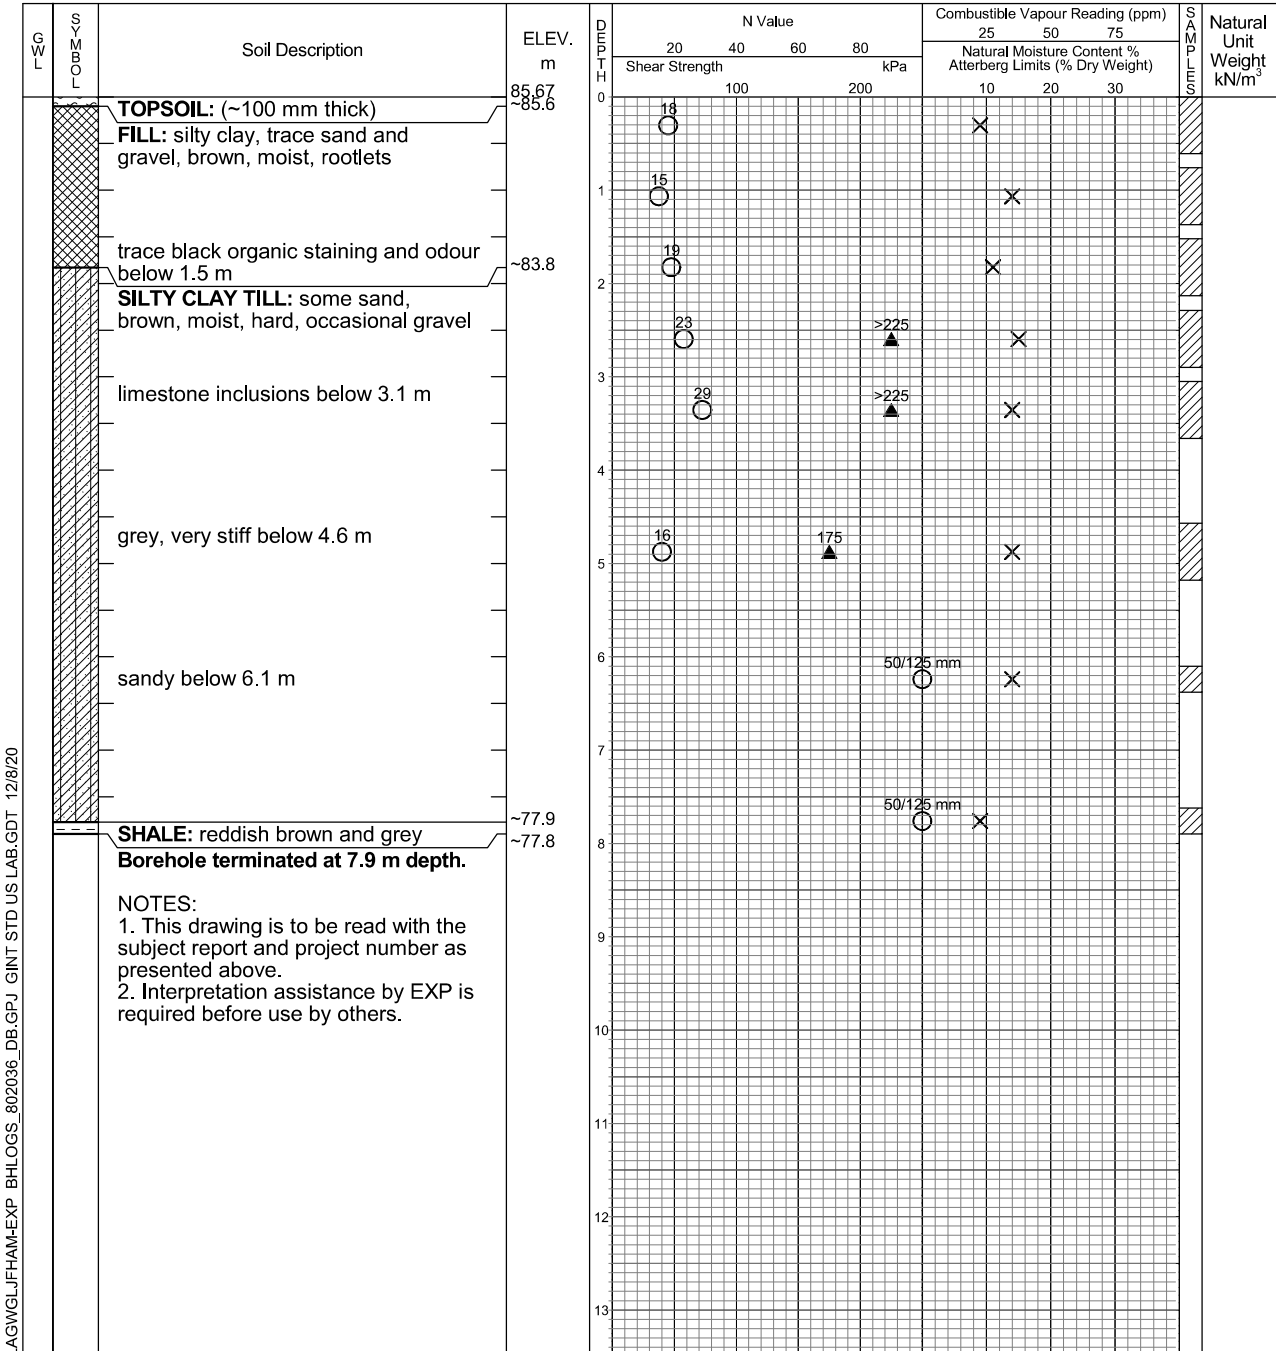 GWL
SYMBOL
Soil Description
ELEV.
m
DEPTH
N Value
20 40 60 80
Shear Strength kPa
100 200
Combustible Vapour Reading (ppm)
25 50 75
Natural Moisture Content %
Atterberg Limits (% Dry Weight)
10 20 30
SAMPLES
Natural
Unit
Weight
kN/m³
85.67
0
TOPSOIL: (~100 mm thick) ~85.6
18
FILL: silty clay, trace sand and
gravel, brown, moist, rootlets
15
1
trace black organic staining and odour
below 1.5 m
19
~83.8
2
SILTY CLAY TILL: some sand,
brown, moist, hard, occasional gravel
23 >225
3
limestone inclusions below 3.1 m
29 >225
4
grey, very stiff below 4.6 m
16 175
5
6
50/125 mm
sandy below 6.1 m
7
50/125 mm
~77.9
SHALE: reddish brown and grey
~77.8
8
Borehole terminated at 7.9 m depth.
NOTES:
1. This drawing is to be read with the
subject report and project number as
presented above.
2. Interpretation assistance by EXP is
required before use by others.
9
10
11
12
13
AGWGLJFHAM-EXP BHLOGS_802036_DB.GPJ GINT STD US LAB.GDT 12/8/20